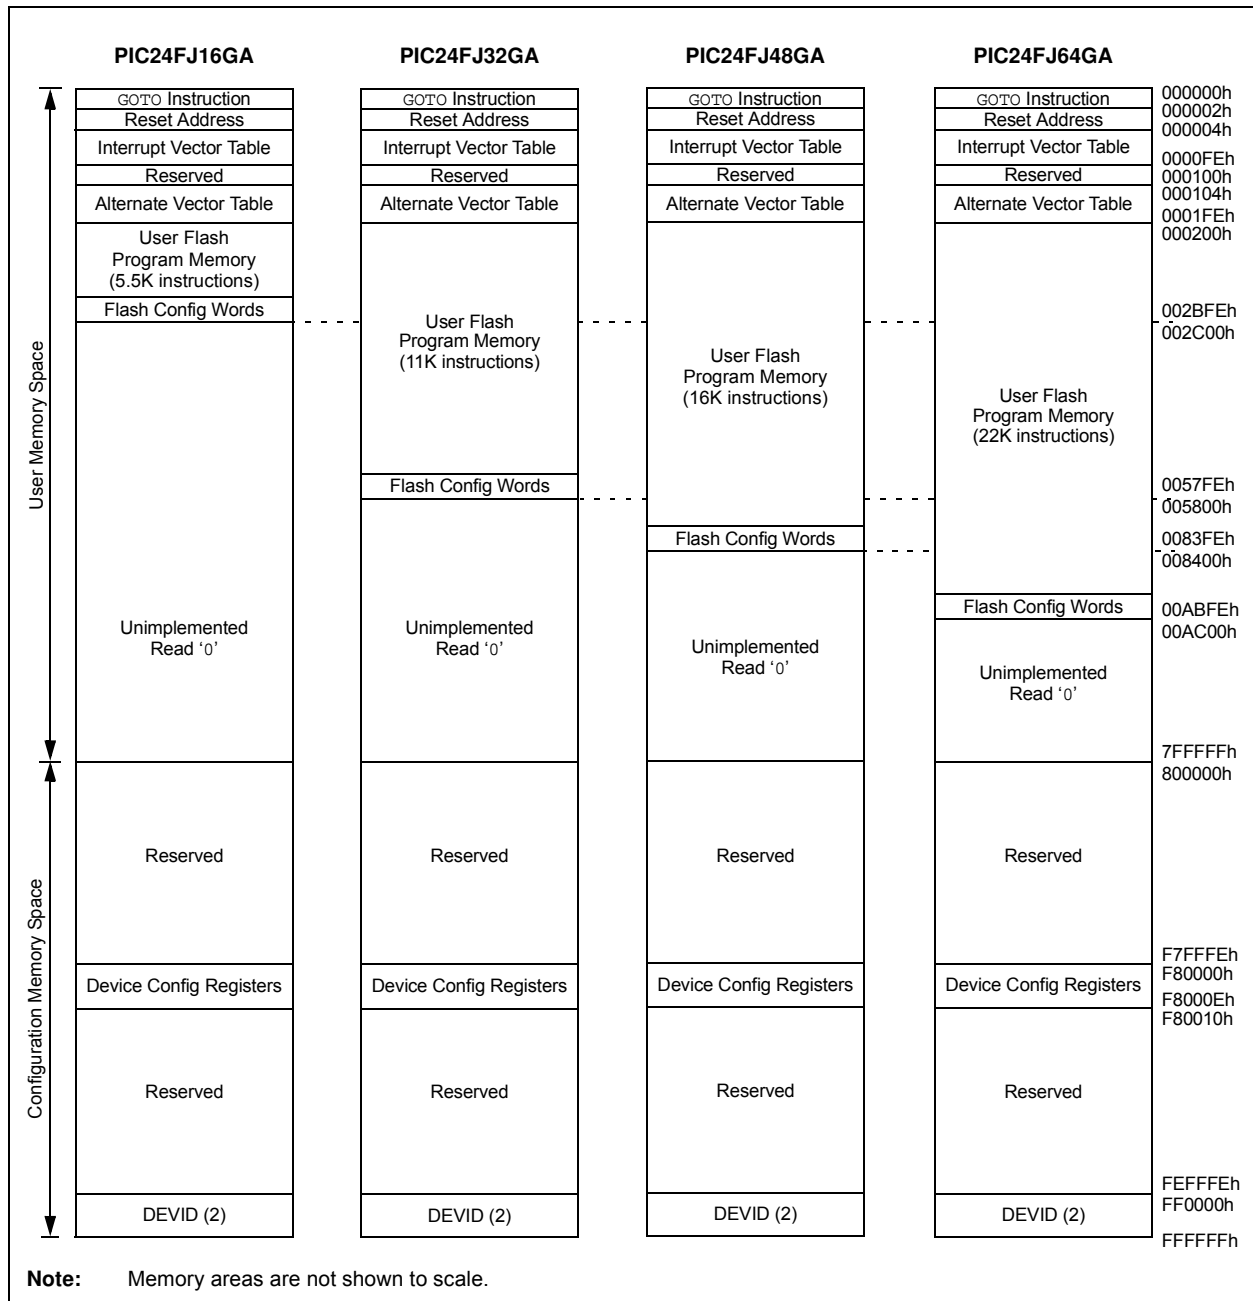 PIC24FJ16GA
PIC24FJ32GA
PIC24FJ48GA
PIC24FJ64GA
User Memory Space
Configuration Memory Space
GOTO Instruction
Reset Address
Interrupt Vector Table
Reserved
Alternate Vector Table
User Flash
Program Memory
(5.5K instructions)
Flash Config Words
Unimplemented
Read ‘0’
Reserved
Device Config Registers
Reserved
DEVID (2)
GOTO Instruction
Reset Address
Interrupt Vector Table
Reserved
Alternate Vector Table
User Flash
Program Memory
(11K instructions)
Flash Config Words
Unimplemented
Read ‘0’
Reserved
Device Config Registers
Reserved
DEVID (2)
GOTO Instruction
Reset Address
Interrupt Vector Table
Reserved
Alternate Vector Table
User Flash
Program Memory
(16K instructions)
Flash Config Words
Unimplemented
Read ‘0’
Reserved
Device Config Registers
Reserved
DEVID (2)
GOTO Instruction
Reset Address
Interrupt Vector Table
Reserved
Alternate Vector Table
User Flash
Program Memory
(22K instructions)
Flash Config Words
Unimplemented
Read ‘0’
Reserved
Device Config Registers
Reserved
DEVID (2)
000000h
000002h
000004h
0000FEh
000100h
000104h
0001FEh
000200h
002BFEh
002C00h
0057FEh
005800h
0083FEh
008400h
00ABFEh
00AC00h
7FFFFFh
800000h
F7FFFEh
F80000h
F8000Eh
F80010h
FEFFFEh
FF0000h
FFFFFFh
Note: Memory areas are not shown to scale.